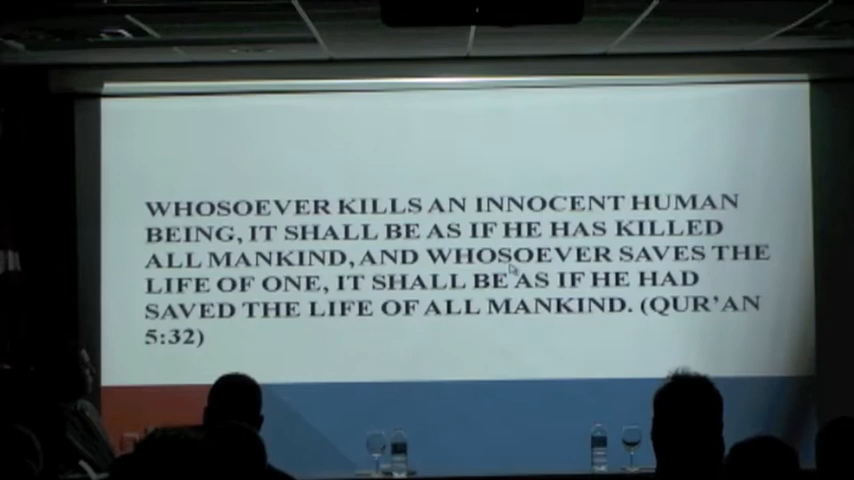 WHOSOEVER KILLS AN INNOCENT HUMAN
BEING, IT SHALL BE AS IF HE HAS KILLED
ALL MANKIND, AND WHOSOEVER SAVES THE
LIFE OF ONE, IT SHALL BE AS IF HE HAD
SAVED THE LIFE OF ALL MANKIND. (QUR'AN
5:32)